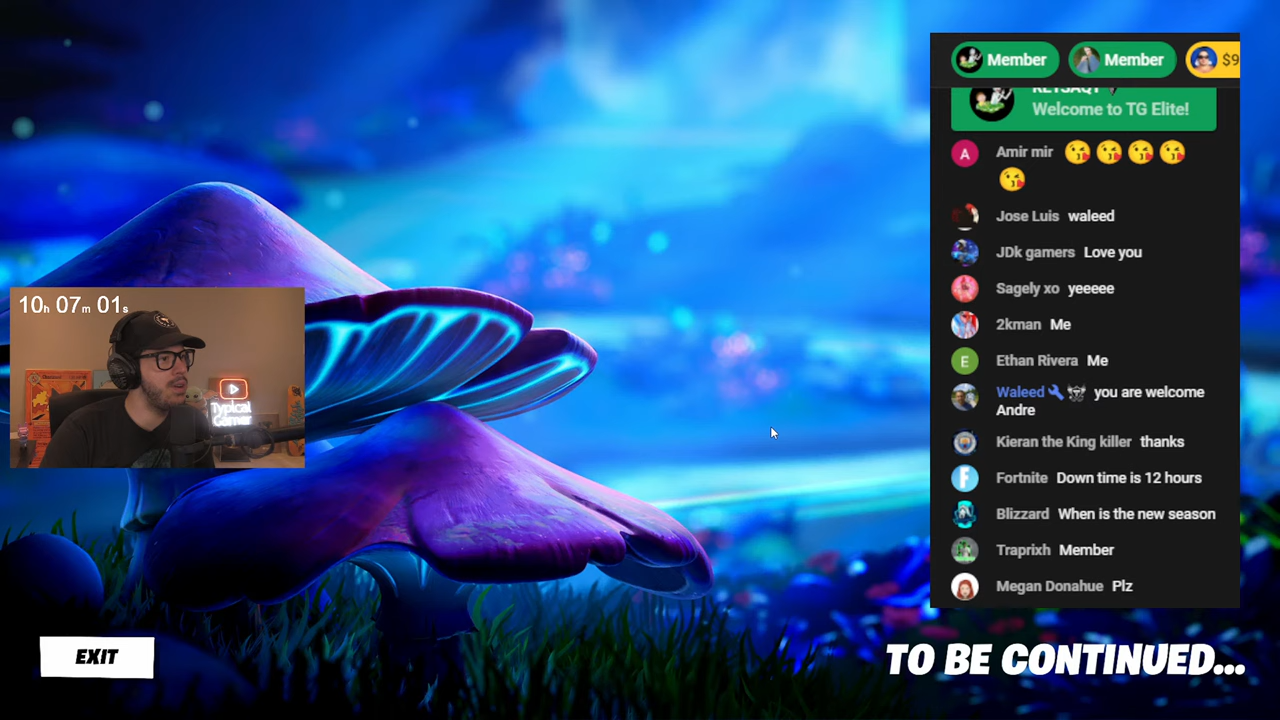 Member
Member
$9
Welcome to TG Elite!
A Amir mir
Jose Luis waleed
JDk gamers Love you
Sagely xo yeeeee
2kman Me
E Ethan Rivera Me
Waleed you are welcome
Andre
Kieran the King killer thanks
F Fortnite Down time is 12 hours
Blizzard When is the new season
Traprixh Member
Megan Donahue Plz
10h 07m 01s
Typical
Gamer
EXIT
TO BE CONTINUED...